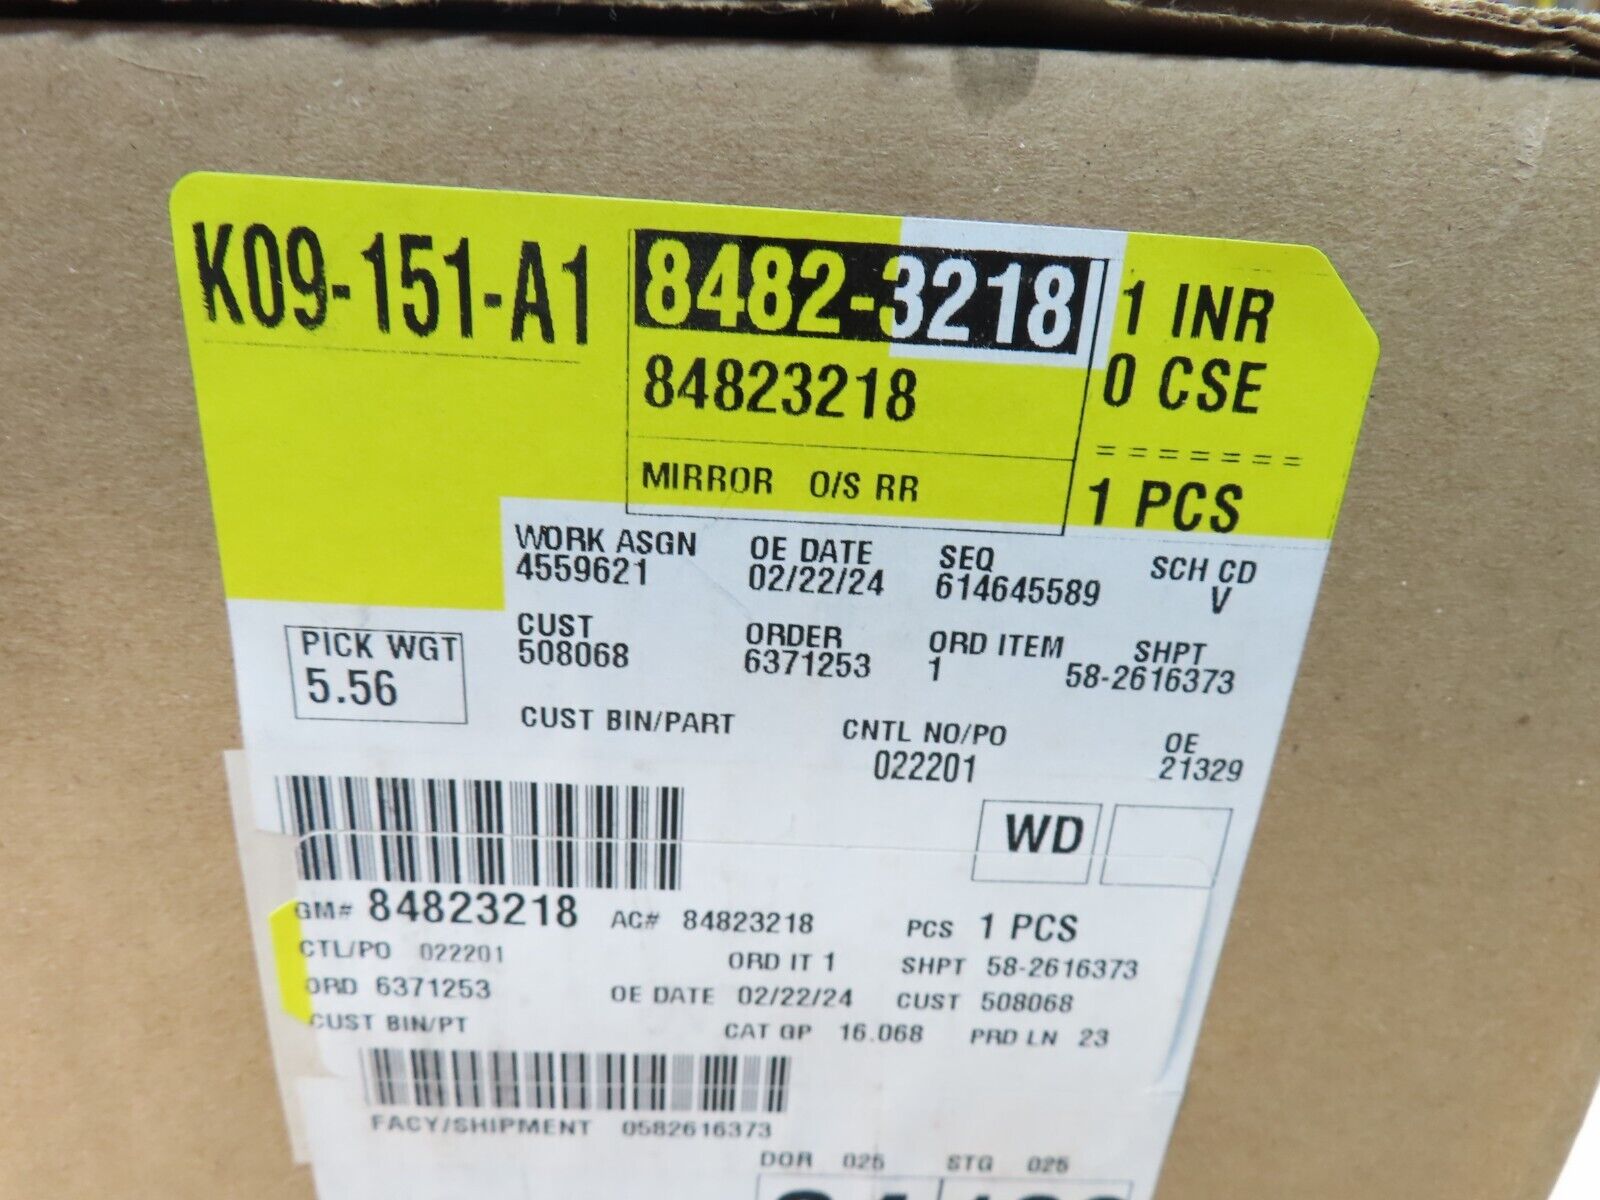 K09-151-A1 8482-3218 1 INR
84823218 0 CSE
=======
MIRROR O/S RR 1 PCS
WORK ASGN OE DATE SEQ SCH CD
4559621 02/22/24 614645589 V
PICK WGT CUST ORDER ORD ITEM SHPT
5.56 508068 6371253 1 58-2616373
CUST BIN/PART CNTL NO/PO OE
022201 21329
WD
GM# 84823218 AC# 84823218 PCS 1 PCS
CTL/PO 022201 ORD IT 1 SHPT 58-2616373
ORD 6371253 OE DATE 02/22/24 CUST 508068
CUST BIN/PT CAT GP 16.068 PRD LN 23
FACY/SHIPMENT 0582616373
DOR 025 STG 025